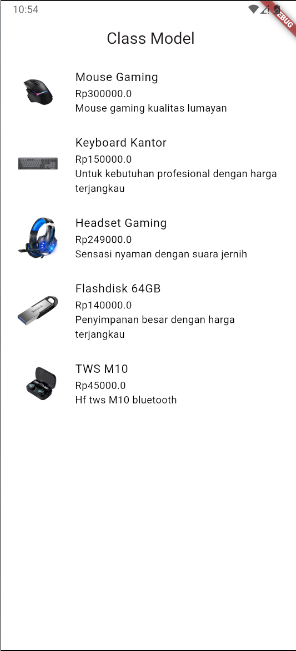 10:54
DEBUG
Class Model
Mouse Gaming
Rp300000.0
Mouse gaming kualitas lumayan
Keyboard Kantor
Rp150000.0
Untuk kebutuhan profesional dengan harga
terjangkau
Headset Gaming
Rp249000.0
Sensasi nyaman dengan suara jernih
Flashdisk 64GB
Rp140000.0
Penyimpanan besar dengan harga
terjangkau
TWS M10
Rp45000.0
Hf tws M10 bluetooth